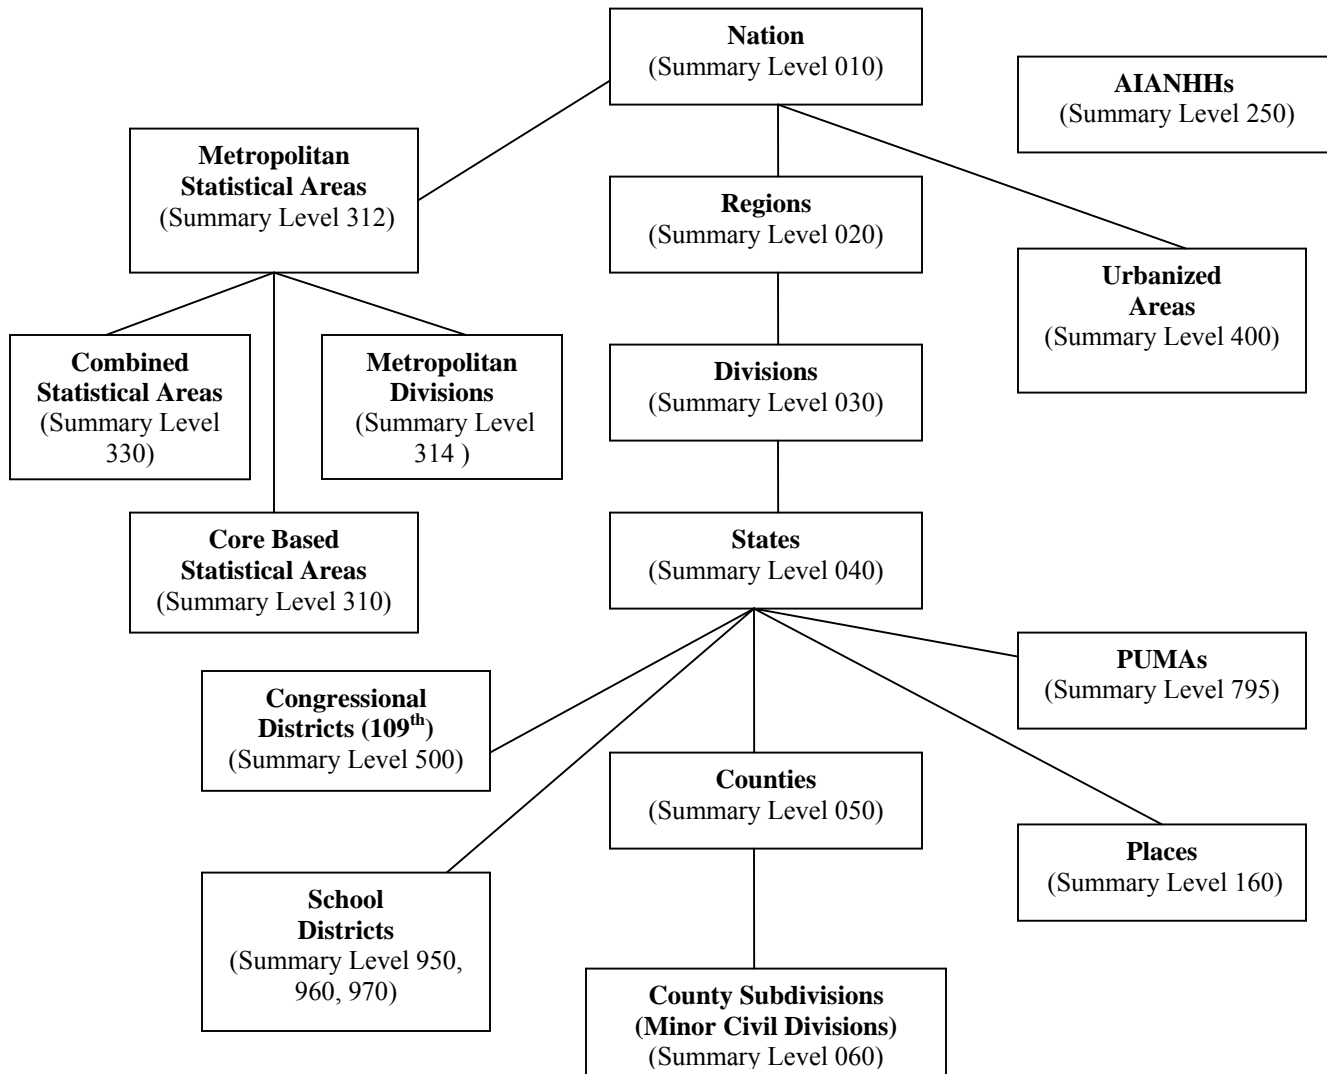 Nation
(Summary Level 010)
AIANHHs
(Summary Level 250)
Metropolitan
Statistical Areas
(Summary Level 312)
Regions
(Summary Level 020)
Urbanized
Areas
(Summary Level 400)
Combined
Statistical Areas
(Summary Level
330)
Metropolitan
Divisions
(Summary Level
314 )
Divisions
(Summary Level 030)
Core Based
Statistical Areas
(Summary Level 310)
States
(Summary Level 040)
PUMAs
(Summary Level 795)
Congressional
Districts (109th)
(Summary Level 500)
Counties
(Summary Level 050)
Places
(Summary Level 160)
School
Districts
(Summary Level 950,
960, 970)
County Subdivisions
(Minor Civil Divisions)
(Summary Level 060)